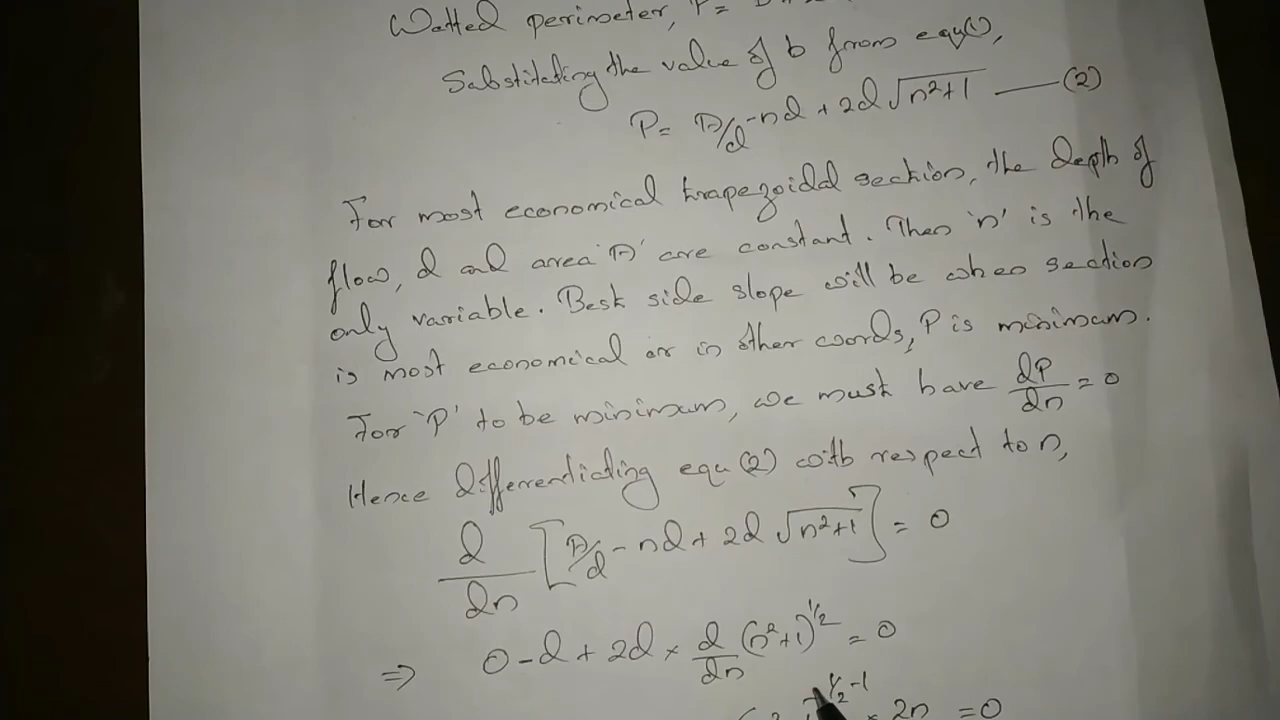 Wetted perimeter, P =
Substituting the value of b from equ(1),
P = A/d - nd + 2d √n²+1 —— (2)
For most economical trapezoidal section, the depth of
flow, d and area 'A' are constant. Then 'n' is the
only variable. Best side slope will be when section
is most economical or in other words, P is minimum.
For 'P' to be minimum, we must have dP/dn = 0
Hence differentiating equ (2) with respect to n,
d/dn [A/d - nd + 2d √n²+1] = 0
⇒ 0 - d + 2d × d/dn (n²+1)^1/2 = 0
1/2 - 1 × 2n = 0